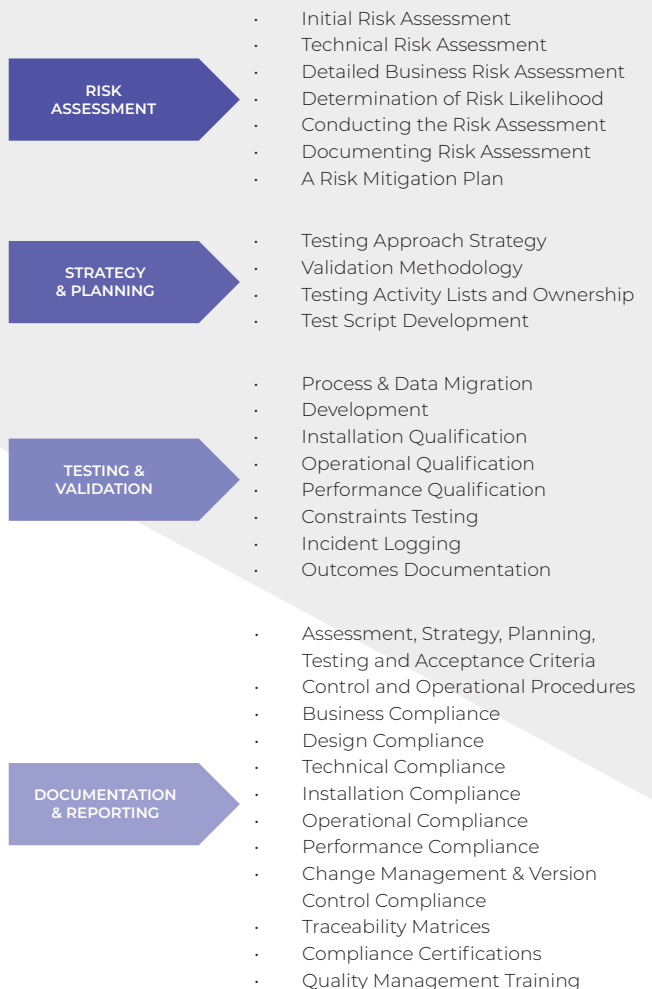 RISK
ASSESSMENT
· Initial Risk Assessment
· Technical Risk Assessment
· Detailed Business Risk Assessment
· Determination of Risk Likelihood
· Conducting the Risk Assessment
· Documenting Risk Assessment
· A Risk Mitigation Plan
STRATEGY
& PLANNING
· Testing Approach Strategy
· Validation Methodology
· Testing Activity Lists and Ownership
· Test Script Development
TESTING &
VALIDATION
· Process & Data Migration
· Development
· Installation Qualification
· Operational Qualification
· Performance Qualification
· Constraints Testing
· Incident Logging
· Outcomes Documentation
DOCUMENTATION
& REPORTING
· Assessment, Strategy, Planning,
Testing and Acceptance Criteria
· Control and Operational Procedures
· Business Compliance
· Design Compliance
· Technical Compliance
· Installation Compliance
· Operational Compliance
· Performance Compliance
· Change Management & Version
Control Compliance
· Traceability Matrices
· Compliance Certifications
· Quality Management Training